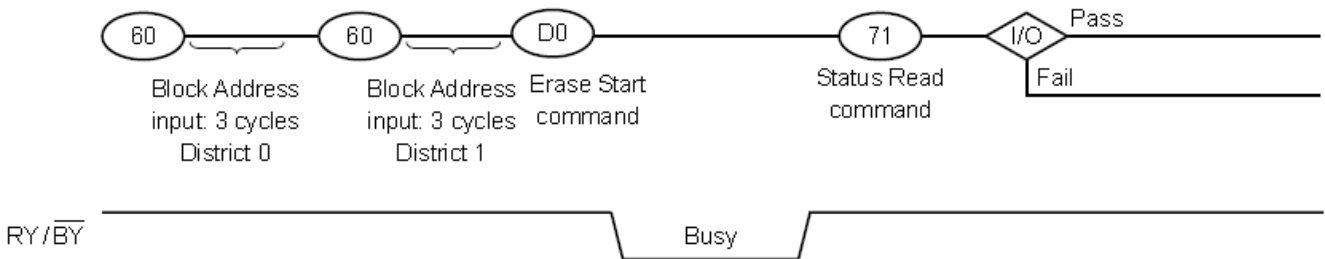 60
60
D0
71
I/O
Pass
Fail
Block Address
input: 3 cycles
District 0
Block Address
input: 3 cycles
District 1
Erase Start
command
Status Read
command
RY/BY
Busy